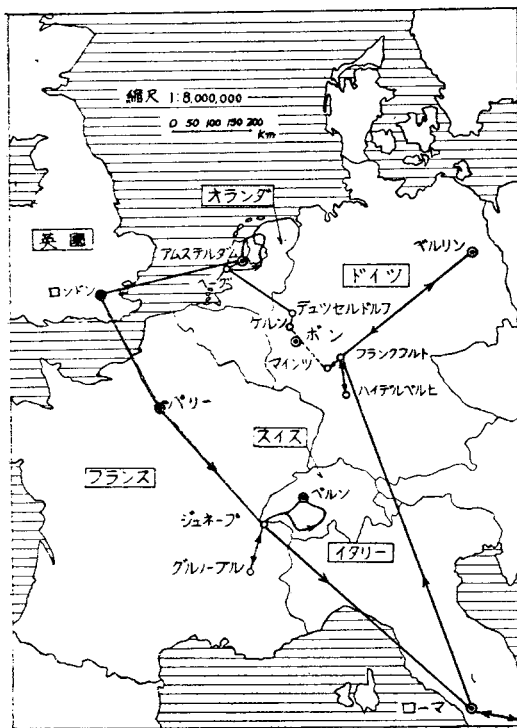 縮尺 1:8,000,000
0 50 100 150 200
Km
オランダ
英國
アムステルダム
ヘーグ
ベルリン
ドイツ
ロンドン
デュッセルドルフ
ケルン
ボン
マインツ
フランクフルト
ハイデルベルヒ
パリー
スイス
フランス
ベルン
ジュネーブ
イタリー
グルノーブル
ローマ